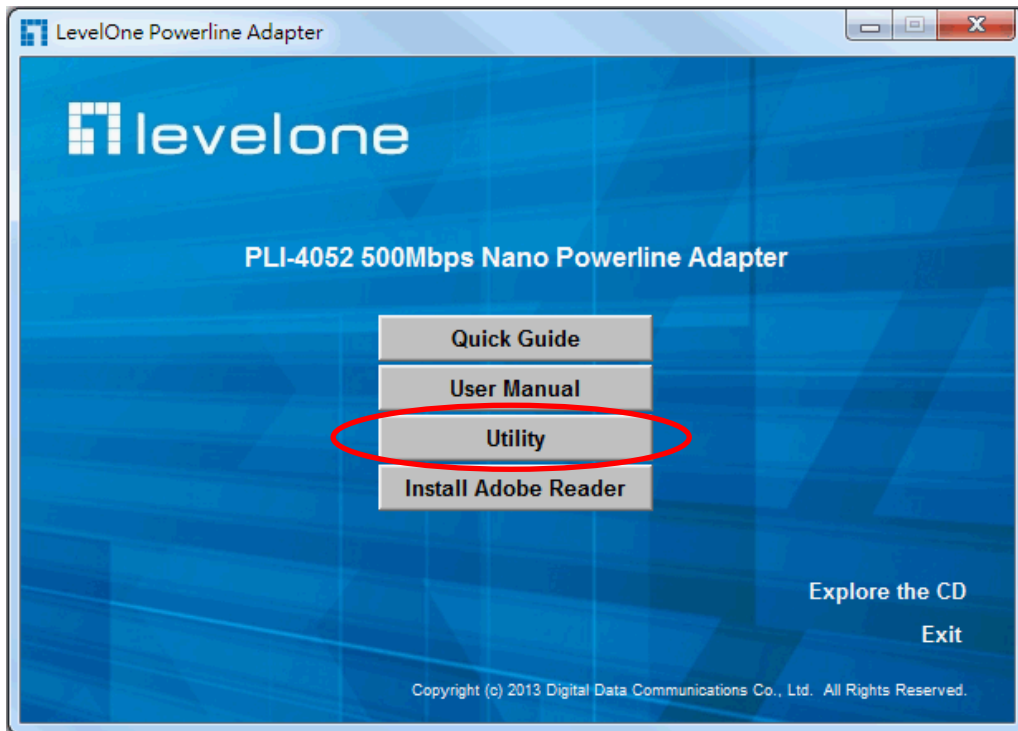 LevelOne Powerline Adapter
levelone
PLI-4052 500Mbps Nano Powerline Adapter
Quick Guide
User Manual
Utility
Install Adobe Reader
Explore the CD
Exit
Copyright (c) 2013 Digital Data Communications Co., Ltd. All Rights Reserved.